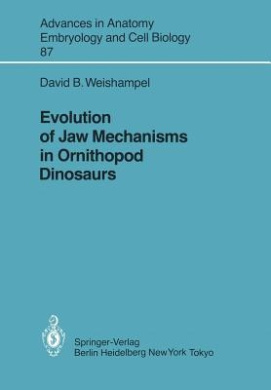 Advances in Anatomy
Embryology and Cell Biology
87
David B. Weishampel
Evolution
of Jaw Mechanisms
in Ornithopod
Dinosaurs
Springer-Verlag
Berlin Heidelberg New York Tokyo